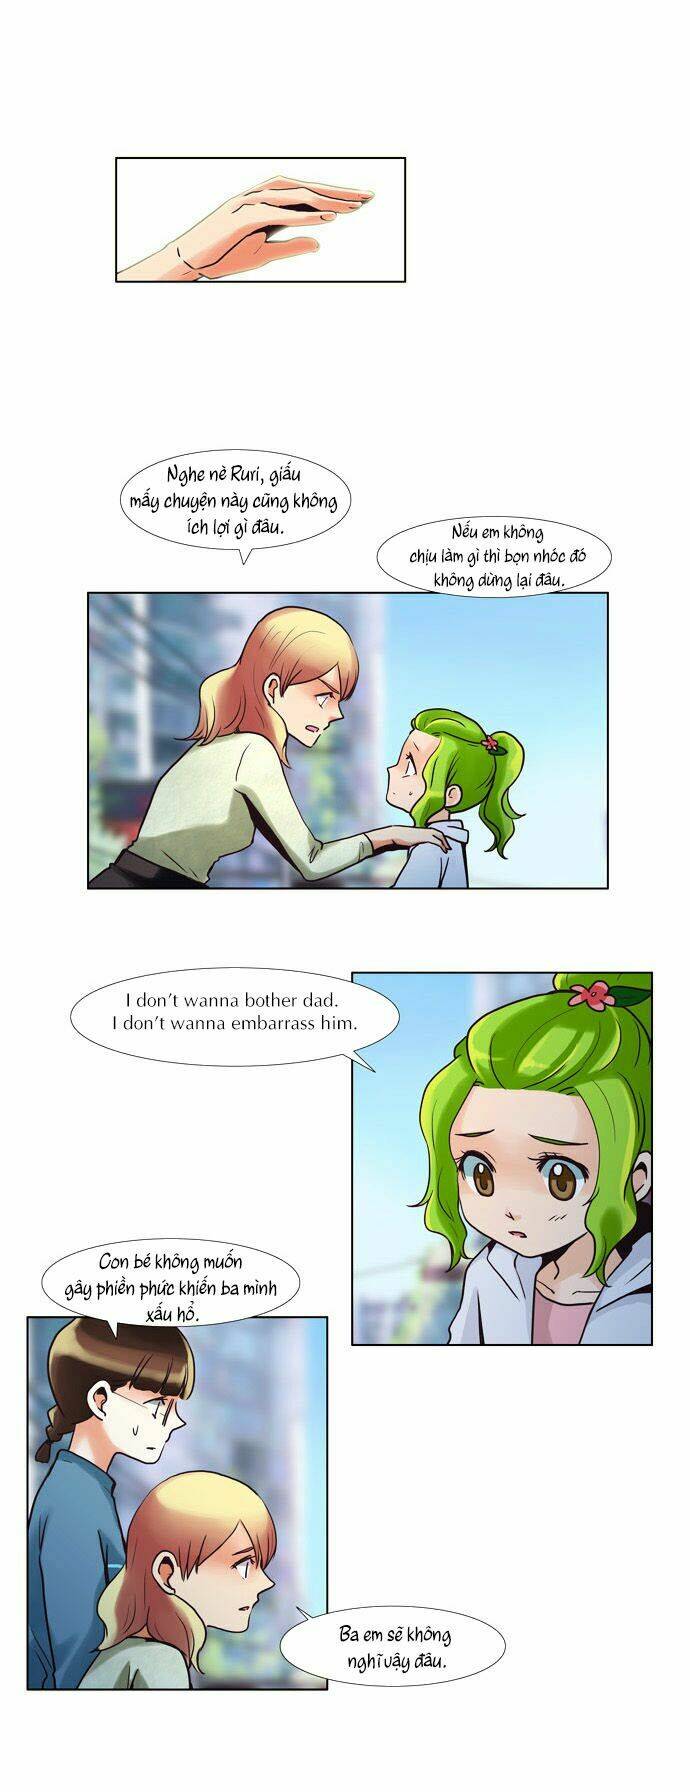 Nghe nè Ruri, giấu
mấy chuyện này cũng không
ích lợi gì đâu.
Nếu em không
chịu làm gì thì bọn nhóc đó
không dừng lại đâu.
I don't wanna bother dad.
I don't wanna embarrass him.
Con bé không muốn
gây phiền phức khiến ba mình
xấu hổ.
Ba em sẽ không
nghĩ vậy đâu.